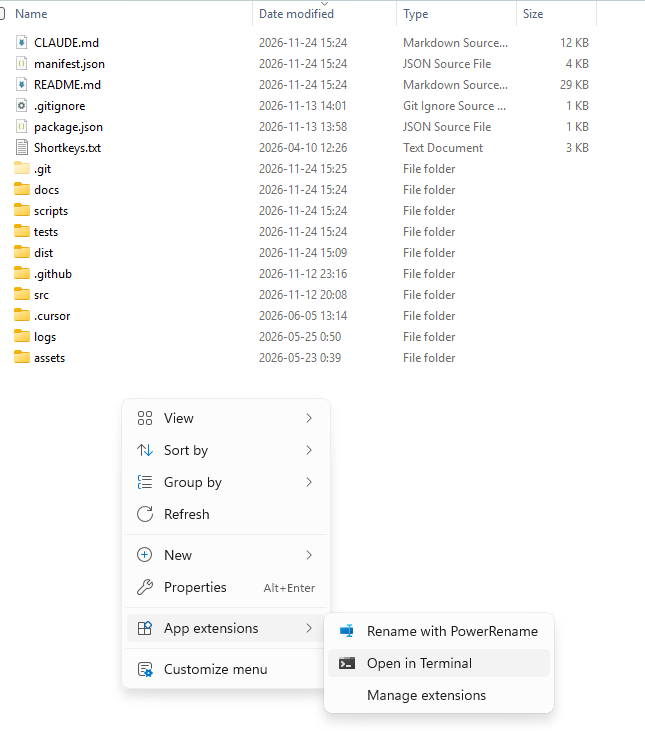 Name Date modified Type Size
CLAUDE.md 2026-11-24 15:24 Markdown Source... 12 KB
manifest.json 2026-11-24 15:24 JSON Source File 4 KB
README.md 2026-11-24 15:24 Markdown Source... 29 KB
.gitignore 2026-11-13 14:01 Git Ignore Source ... 1 KB
package.json 2026-11-13 13:58 JSON Source File 1 KB
Shortkeys.txt 2026-04-10 12:26 Text Document 3 KB
.git 2026-11-24 15:25 File folder
docs 2026-11-24 15:24 File folder
scripts 2026-11-24 15:24 File folder
tests 2026-11-24 15:24 File folder
dist 2026-11-24 15:09 File folder
.github 2026-11-12 23:16 File folder
src 2026-11-12 20:08 File folder
.cursor 2026-06-05 13:14 File folder
logs 2026-05-25 0:50 File folder
assets 2026-05-23 0:39 File folder
View
Sort by
Group by
Refresh
New
Properties Alt+Enter
App extensions
Customize menu
Rename with PowerRename
Open in Terminal
Manage extensions